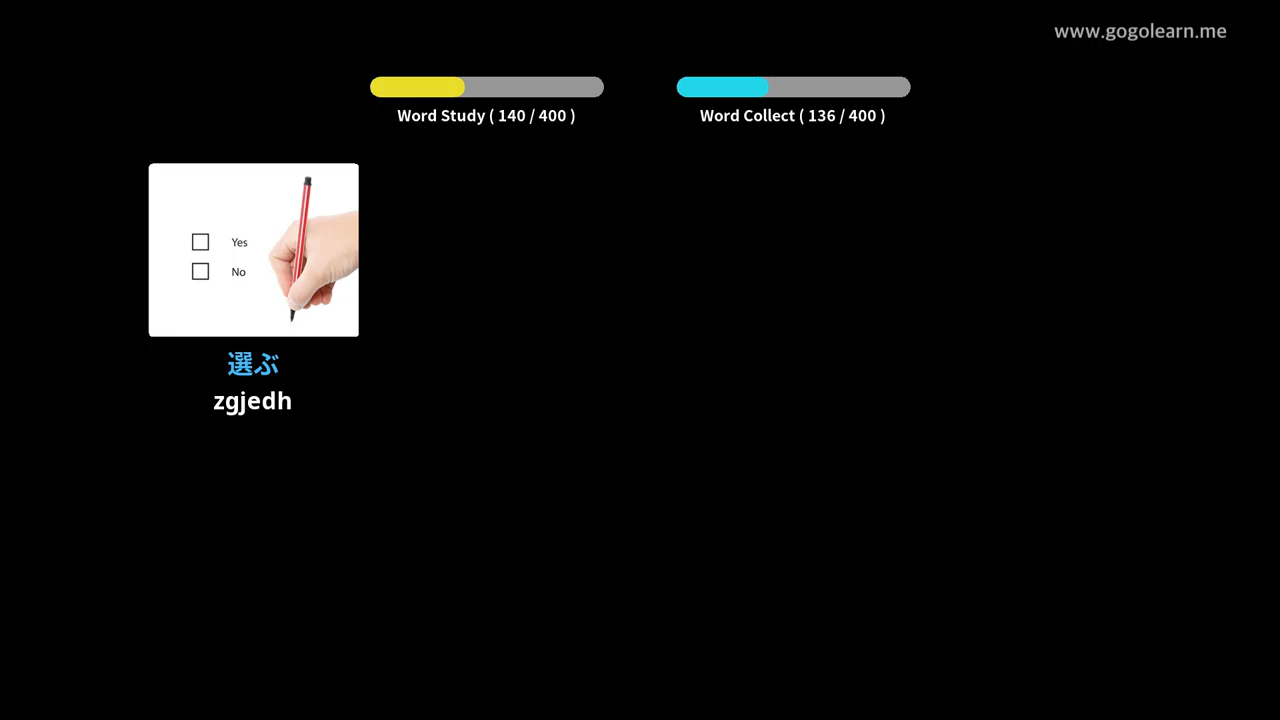 www.gogolearn.me
Word Study ( 140 / 400 )
Word Collect ( 136 / 400 )
Yes
No
選ぶ
zgjedh